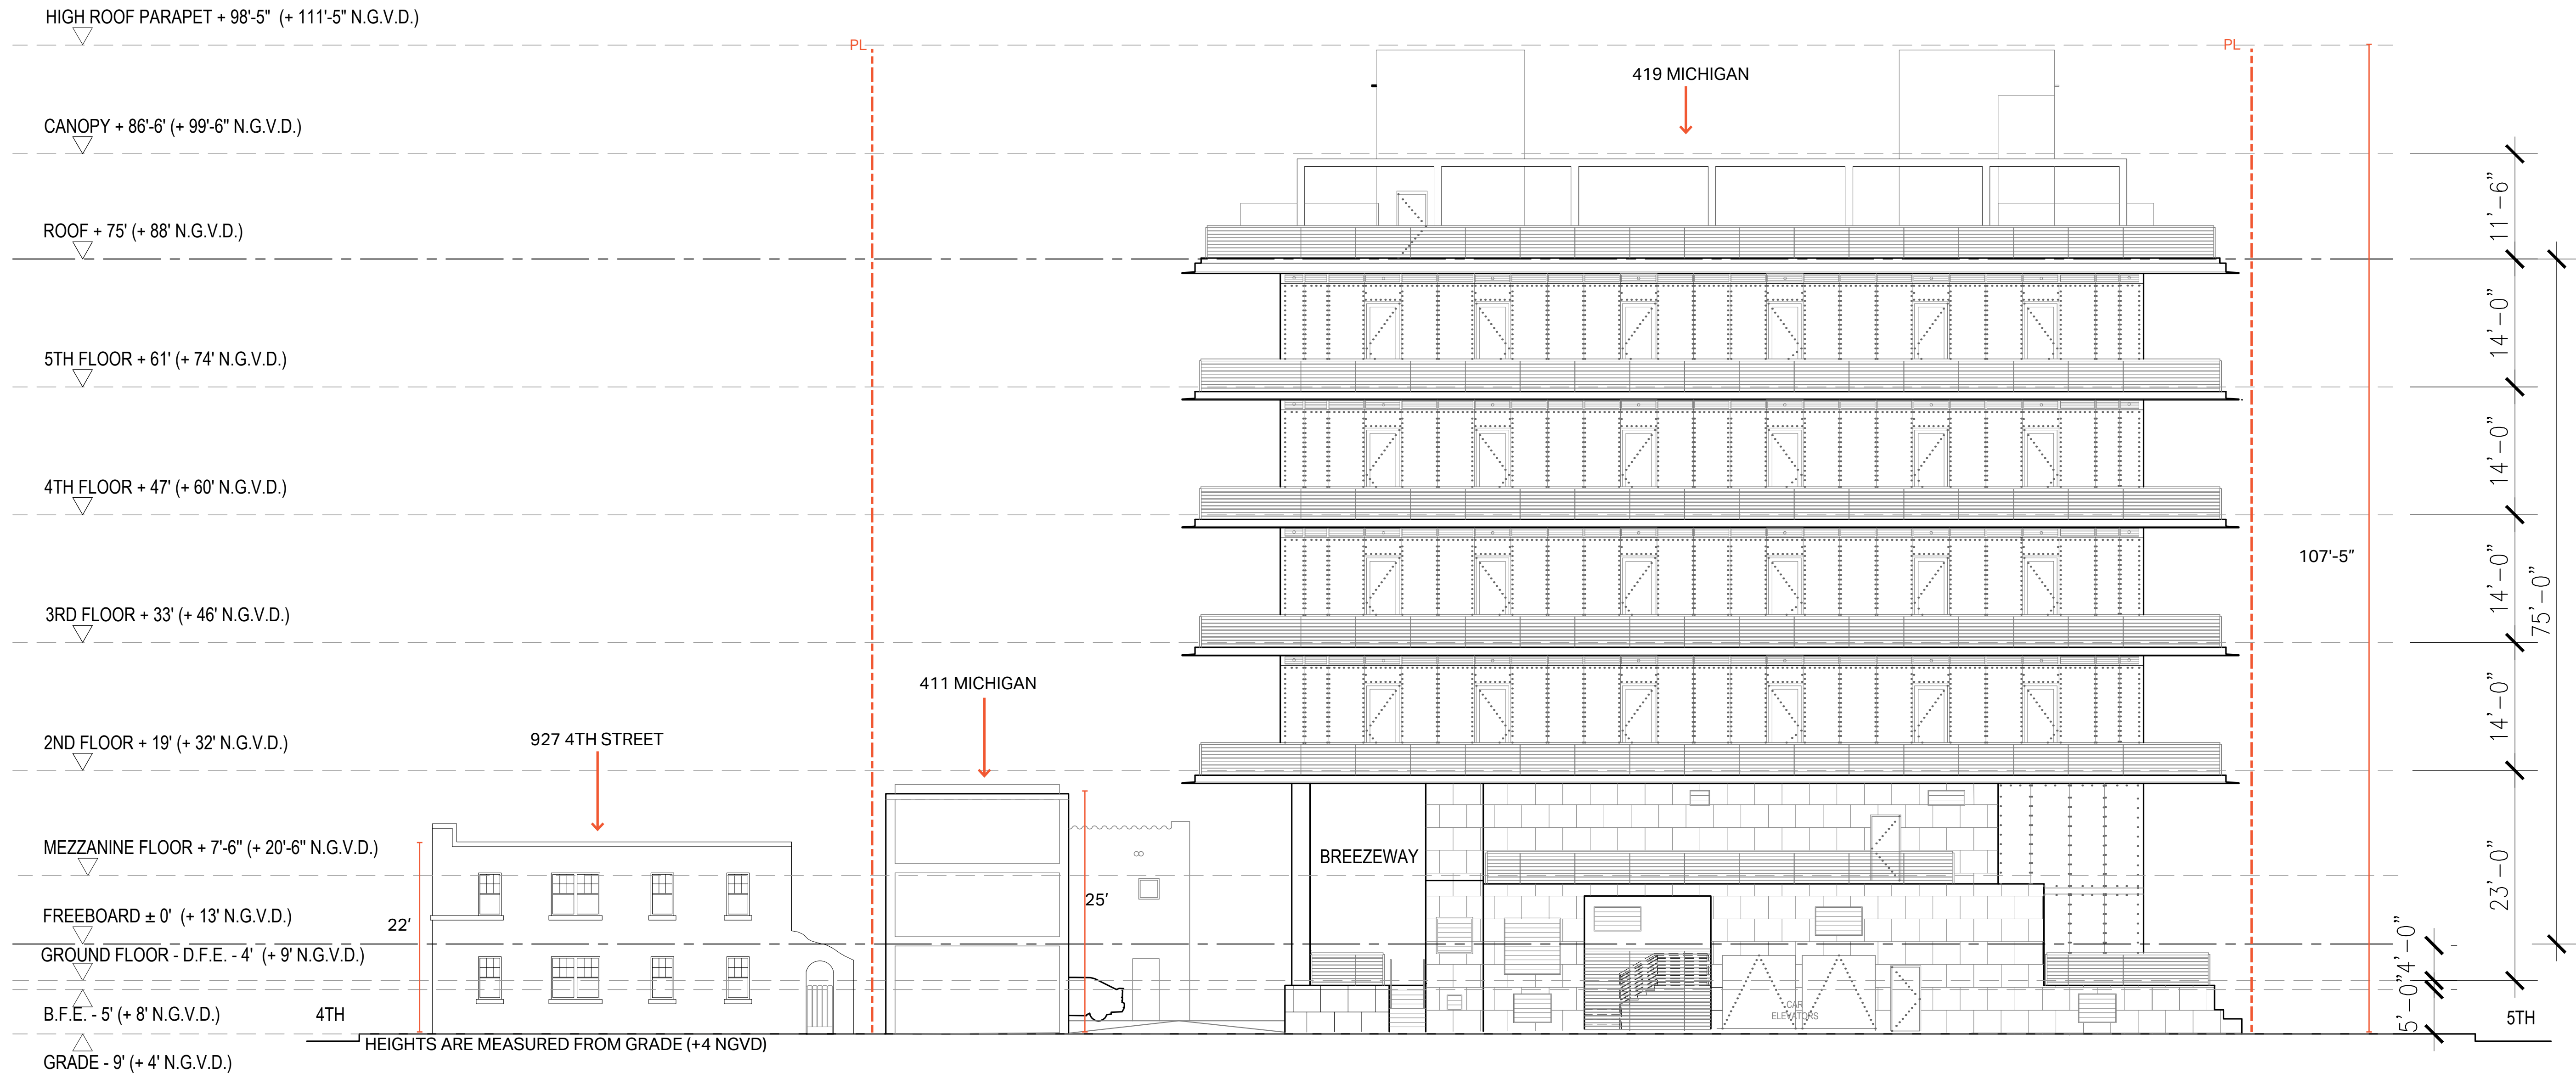 HIGH ROOF PARAPET + 98'-5" (+ 111'-5" N.G.V.D.)
PL
PL
419 MICHIGAN
CANOPY + 86'-6' (+ 99'-6" N.G.V.D.)
11'-6"
ROOF + 75' (+ 88' N.G.V.D.)
14'-0"
5TH FLOOR + 61' (+ 74' N.G.V.D.)
14'-0"
4TH FLOOR + 47' (+ 60' N.G.V.D.)
107'-5"
14'-0"
75'-0"
3RD FLOOR + 33' (+ 46' N.G.V.D.)
411 MICHIGAN
14'-0"
927 4TH STREET
2ND FLOOR + 19' (+ 32' N.G.V.D.)
MEZZANINE FLOOR + 7'-6" (+ 20'-6" N.G.V.D.)
BREEZEWAY
23'-0"
25'
FREEBOARD ± 0' (+ 13' N.G.V.D.)
22'
4'-0"
GROUND FLOOR - D.F.E. - 4' (+ 9' N.G.V.D.)
5'-0"
B.F.E. - 5' (+ 8' N.G.V.D.)
4TH
CAR
ELEVATORS
5TH
HEIGHTS ARE MEASURED FROM GRADE (+4 NGVD)
GRADE - 9' (+ 4' N.G.V.D.)